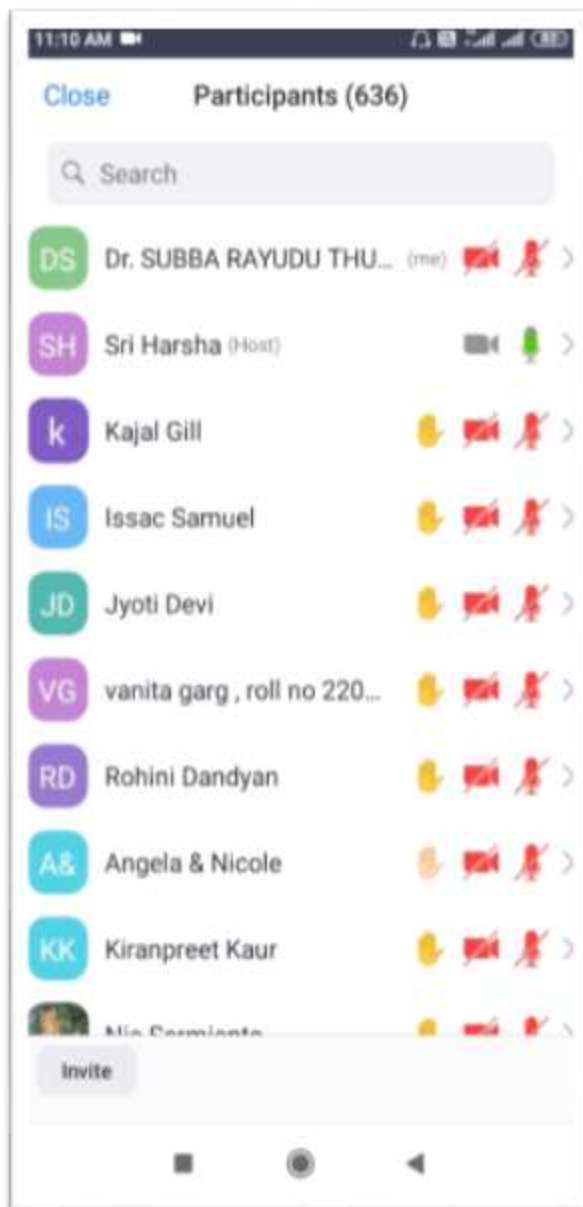 11:10 AM
Close Participants (636)
Search
DS Dr. SUBBA RAYUDU THU... (me)
SH Sri Harsha (Host)
k Kajal Gill
IS Issac Samuel
JD Jyoti Devi
VG vanita garg , roll no 220...
RD Rohini Dandyan
A& Angela & Nicole
KK Kiranpreet Kaur
Invite